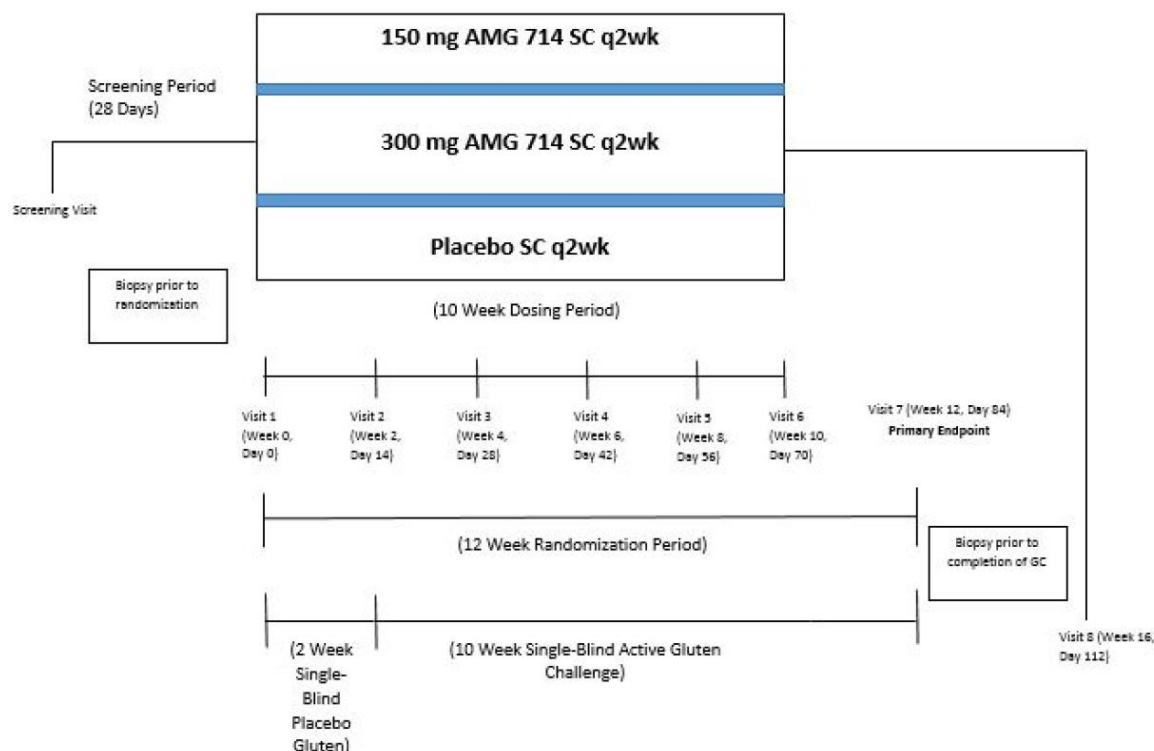 150 mg AMG 714 SC q2wk
Screening Period
(28 Days)
300 mg AMG 714 SC q2wk
Screening Visit
Placebo SC q2wk
Biopsy prior to
randomization
(10 Week Dosing Period)
Visit 1
(Week 0,
Day 0)
Visit 2
(Week 2,
Day 14)
Visit 3
(Week 4,
Day 28)
Visit 4
(Week 6,
Day 42)
Visit 5
(Week 8,
Day 56)
Visit 6
(Week 10,
Day 70)
Visit 7 (Week 12, Day 84)
Primary Endpoint
(12 Week Randomization Period)
Biopsy prior to
completion of GC
(2 Week
Single-
Blind
Placebo
Gluten)
(10 Week Single-Blind Active Gluten
Challenge)
Visit 8 (Week 16,
Day 112)